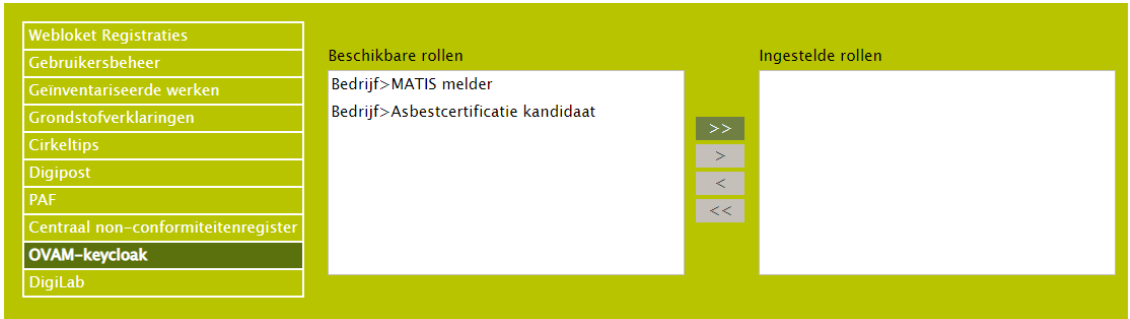 Webloket Registraties
Gebruikersbeheer
Geïnventariseerde werken
Grondstofverklaringen
Cirkeltips
Digipost
PAF
Centraal non-conformiteitenregister
OVAM-keycloak
DigiLab
Beschikbare rollen
Bedrijf>MATIS melder
Bedrijf>Asbestcertificatie kandidaat
>>
>
<
<<
Ingestelde rollen